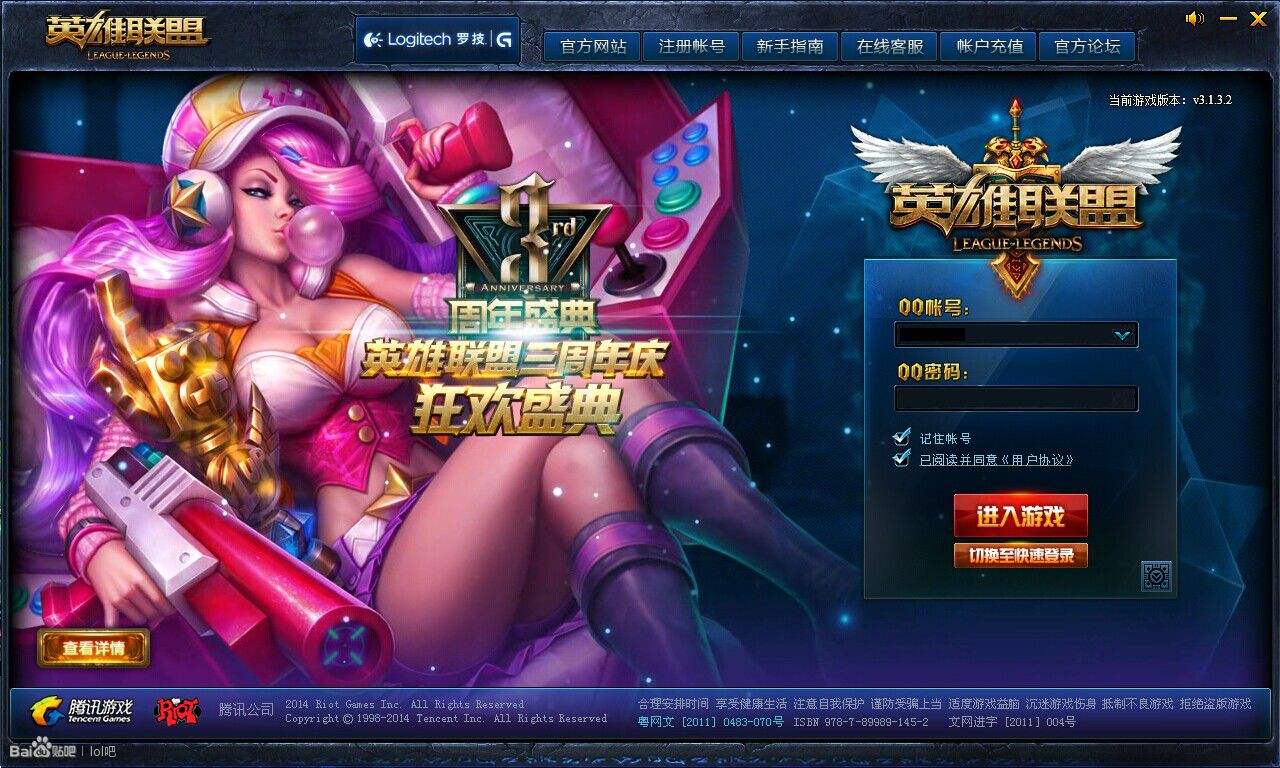 英雄联盟
LEAGUE OF LEGENDS
Logitech 罗技 G
官方网站 注册帐号 新手指南 在线客服 帐户充值 官方论坛
当前游戏版本：v3.1.3.2
英雄联盟
LEAGUE OF LEGENDS
3rd
ANNIVERSARY
周年盛典
英雄联盟三周年庆
狂欢盛典
QQ帐号：
QQ密码：
记住帐号
已阅读并同意《用户协议》
进入游戏
切换至快速登录
查看详情
腾讯游戏
Tencent Games
RIOT
腾讯公司
2014 Riot Games Inc. All Rights Reserved
Copyright © 1998-2014 Tencent Inc. All Rights Reserved
合理安排时间 享受健康生活 注意自我保护 谨防受骗上当 适度游戏益脑 沉迷游戏伤身 抵制不良游戏 拒绝盗版游戏
粤网文 [2011] 0483-070号 ISBN 978-7-89989-145-2 文网进字 [2011] 004号
Baidu贴吧 | lol吧